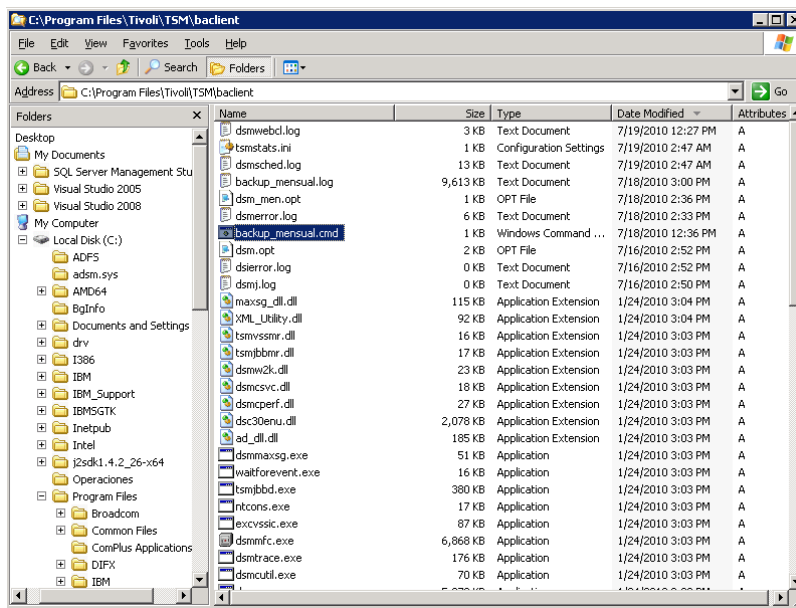 C:\Program Files\Tivoli\TSM\baclient
File Edit View Favorites Tools Help
Back Search Folders
Address C:\Program Files\Tivoli\TSM\baclient Go
Folders
Desktop
My Documents
SQL Server Management Stu
Visual Studio 2005
Visual Studio 2008
My Computer
Local Disk (C:)
ADFS
adsm.sys
AMD64
BgInfo
Documents and Settings
drv
I386
IBM
IBM_Support
IBMSGTK
Inetpub
Intel
j2sdk1.4.2_26-x64
Operaciones
Program Files
Broadcom
Common Files
ComPlus Applications
DIFX
IBM
Name Size Type Date Modified Attributes
dsmwebcl.log 3 KB Text Document 7/19/2010 12:27 PM A
tsmstats.ini 1 KB Configuration Settings 7/19/2010 2:47 AM A
dsmsched.log 13 KB Text Document 7/19/2010 2:47 AM A
backup_mensual.log 9,613 KB Text Document 7/18/2010 3:00 PM A
dsm_men.opt 1 KB OPT File 7/18/2010 2:36 PM A
dsmerror.log 6 KB Text Document 7/18/2010 2:33 PM A
backup_mensual.cmd 1 KB Windows Command ... 7/18/2010 12:36 PM A
dsm.opt 2 KB OPT File 7/16/2010 2:52 PM A
dsierror.log 0 KB Text Document 7/16/2010 2:52 PM A
dsmj.log 0 KB Text Document 7/16/2010 2:50 PM A
maxsg_dll.dll 115 KB Application Extension 1/24/2010 3:04 PM A
XML_Utility.dll 92 KB Application Extension 1/24/2010 3:04 PM A
tsmvssmr.dll 16 KB Application Extension 1/24/2010 3:03 PM A
tsmjbbmr.dll 17 KB Application Extension 1/24/2010 3:03 PM A
dsmw2k.dll 23 KB Application Extension 1/24/2010 3:03 PM A
dsmcsvc.dll 18 KB Application Extension 1/24/2010 3:03 PM A
dsmcperf.dll 27 KB Application Extension 1/24/2010 3:03 PM A
dsc30enu.dll 2,078 KB Application Extension 1/24/2010 3:03 PM A
ad_dll.dll 185 KB Application Extension 1/24/2010 3:03 PM A
dsmmaxsg.exe 51 KB Application 1/24/2010 3:03 PM A
waitforevent.exe 16 KB Application 1/24/2010 3:03 PM A
tsmjbbd.exe 380 KB Application 1/24/2010 3:03 PM A
ntcons.exe 17 KB Application 1/24/2010 3:03 PM A
excvssic.exe 87 KB Application 1/24/2010 3:03 PM A
dsmmfc.exe 6,868 KB Application 1/24/2010 3:03 PM A
dsmtrace.exe 176 KB Application 1/24/2010 3:03 PM A
dsmcutil.exe 70 KB Application 1/24/2010 3:03 PM A